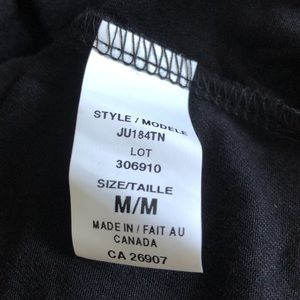 STYLE / MODELE
JU184TN
LOT
306910
SIZE/TAILLE
M/M
MADE IN / FAIT AU
CANADA
CA 26907